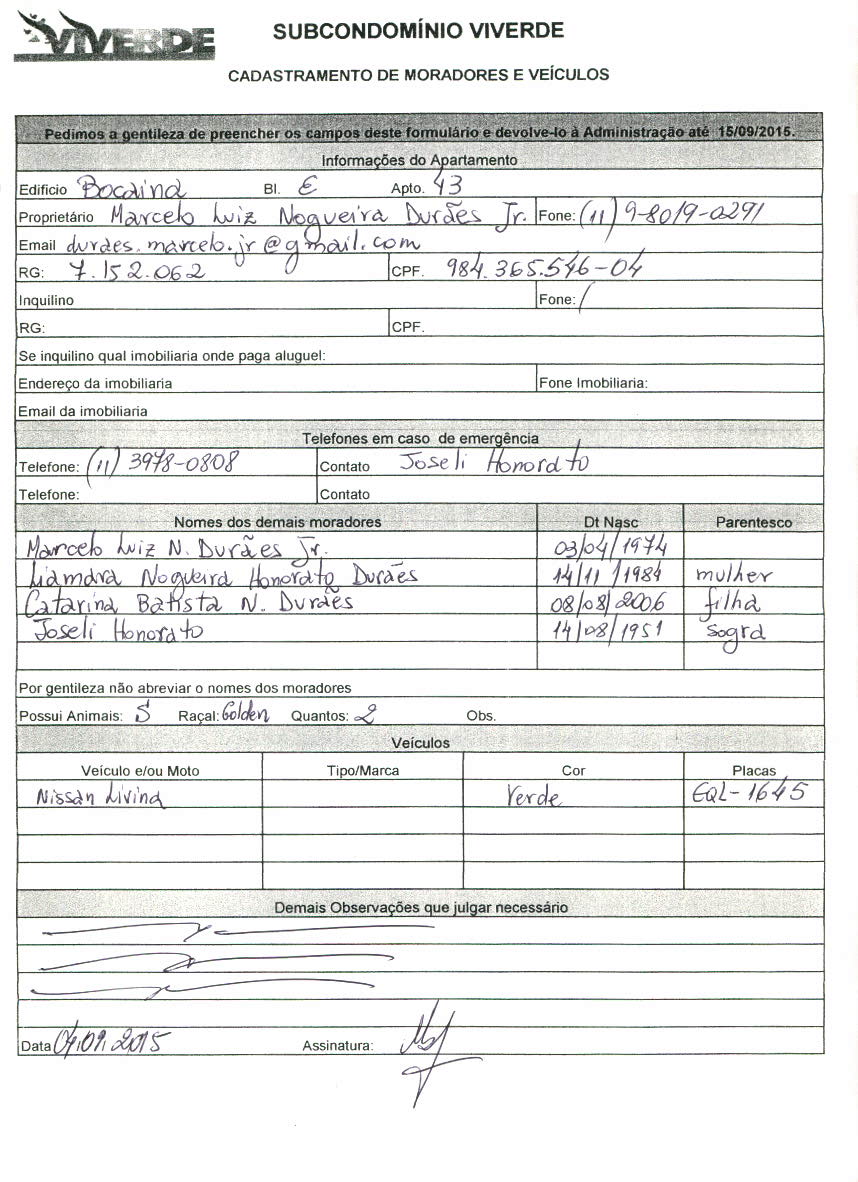 VIVERDE
SUBCONDOMÍNIO VIVERDE
CADASTRAMENTO DE MORADORES E VEÍCULOS
Pedimos a gentileza de preencher os campos deste formulário e devolve-lo à Administração até 15/09/2015.
Informações do Apartamento
Edificio Bocaina Bl. E Apto. 43
Proprietário Marcelo Luiz Nogueira Durães Jr. Fone: (11) 9-8019-0291
Email duraes.marcelo.jr@gmail.com
RG: 7.152.062 CPF. 984.365.546-04
Inquilino Fone: (
RG: CPF.
Se inquilino qual imobiliaria onde paga aluguel:
Endereço da imobiliaria Fone Imobiliaria:
Email da imobiliaria
Telefones em caso de emergência
Telefone: (11) 3978-0808 Contato Joseli Honorato
Telefone: Contato
Nomes dos demais moradores Dt Nasc Parentesco
Marcelo Luiz N. Durães Jr. 03/04/1974
Liamara Nogueira Honorato Durães 14/11/1984 mulher
Catarina Batista N. Durães 08/08/2006 filha
Joseli Honorato 14/08/1951 sogra
Por gentileza não abreviar o nomes dos moradores
Possui Animais: S Raçal: Golden Quantos: 2 Obs.
Veículos
Veículo e/ou Moto Tipo/Marca Cor Placas
Nissan Livina Verde EQL-1645
Demais Observações que julgar necessário
Data 04.09.2015 Assinatura: